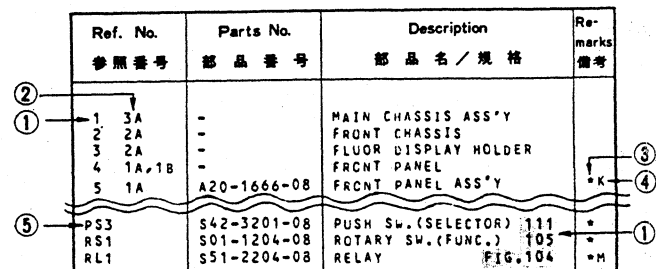 Ref. No. Parts No. Description Re-
marks
参照番号 部品番号 部品名／規格 備考
②
① 1 3A - MAIN CHASSIS ASS'Y
2 2A - FRONT CHASSIS
3 2A - FLUOR DISPLAY HOLDER
4 1A,1B - FRONT PANEL ③
5 1A A20-1666-08 FRONT PANEL ASS'Y *K ④
⑤ PS3 S42-3201-08 PUSH SW.(SELECTOR) 111 *
RS1 S01-1204-08 ROTARY SW.(FUNC.) 105 * ①
RL1 S51-2204-08 RELAY FIG.104 *M